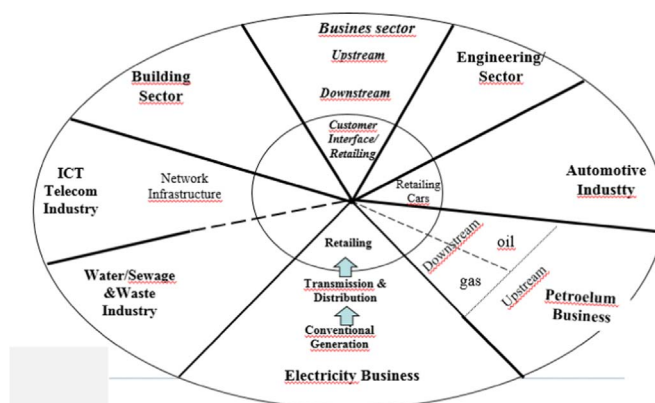 Busines sector
Upstream
Downstream
Customer
Interface/
Retailing
Engineering/
Sector
Building
Sector
ICT
Telecom
Industry
Network
Infrastructure
Retailing
Cars
Automotive
Industty
Retailing
Transmission &
Distribution
Conventional
Generation
Electricity Business
Water/Sewage
&Waste
Industry
Downstream
oil
gas
Upstream
Petroelum
Business